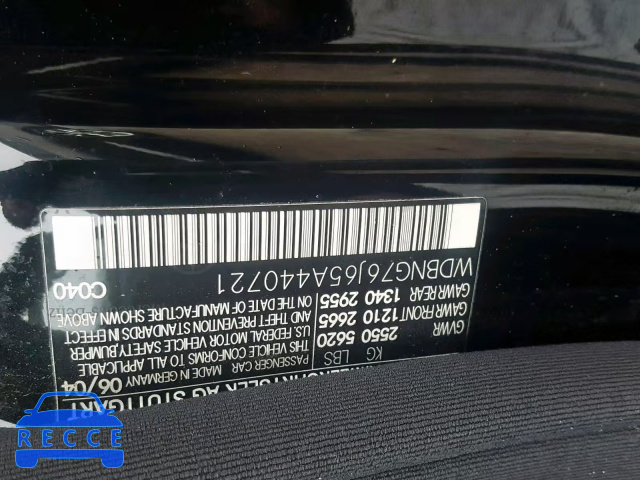 AG STUTTGART
MADE IN GERMANY 06/04
PASSENGER CAR
THIS VEHICLE CONFORMS TO ALL APPLICABLE
U.S. FEDERAL MOTOR VEHICLE SAFETY, BUMPER
AND THEFT PREVENTION STANDARDS IN EFFECT
ON THE DATE OF MANUFACTURE SHOWN ABOVE
KG LBS
GVWR 2550 5620
GAWR FRONT 1210 2665
GAWR REAR 1340 2955
WDBNG76J65A440721 C040
RECCE